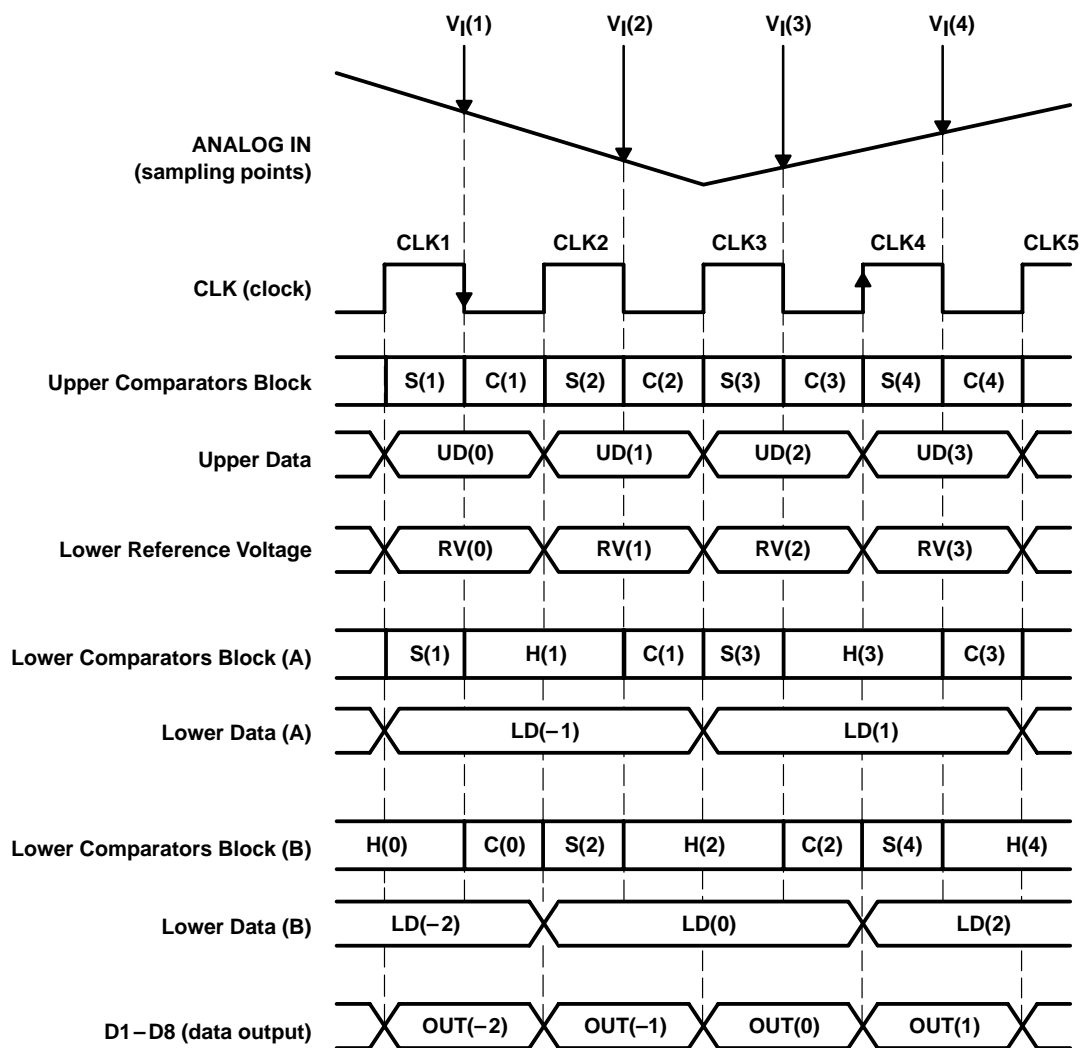 VI(1) VI(2) VI(3) VI(4)
ANALOG IN
(sampling points)
CLK1 CLK2 CLK3 CLK4 CLK5
CLK (clock)
Upper Comparators Block S(1) C(1) S(2) C(2) S(3) C(3) S(4) C(4)
Upper Data UD(0) UD(1) UD(2) UD(3)
Lower Reference Voltage RV(0) RV(1) RV(2) RV(3)
Lower Comparators Block (A) S(1) H(1) C(1) S(3) H(3) C(3)
Lower Data (A) LD(−1) LD(1)
Lower Comparators Block (B) H(0) C(0) S(2) H(2) C(2) S(4) H(4)
Lower Data (B) LD(−2) LD(0) LD(2)
D1−D8 (data output) OUT(−2) OUT(−1) OUT(0) OUT(1)